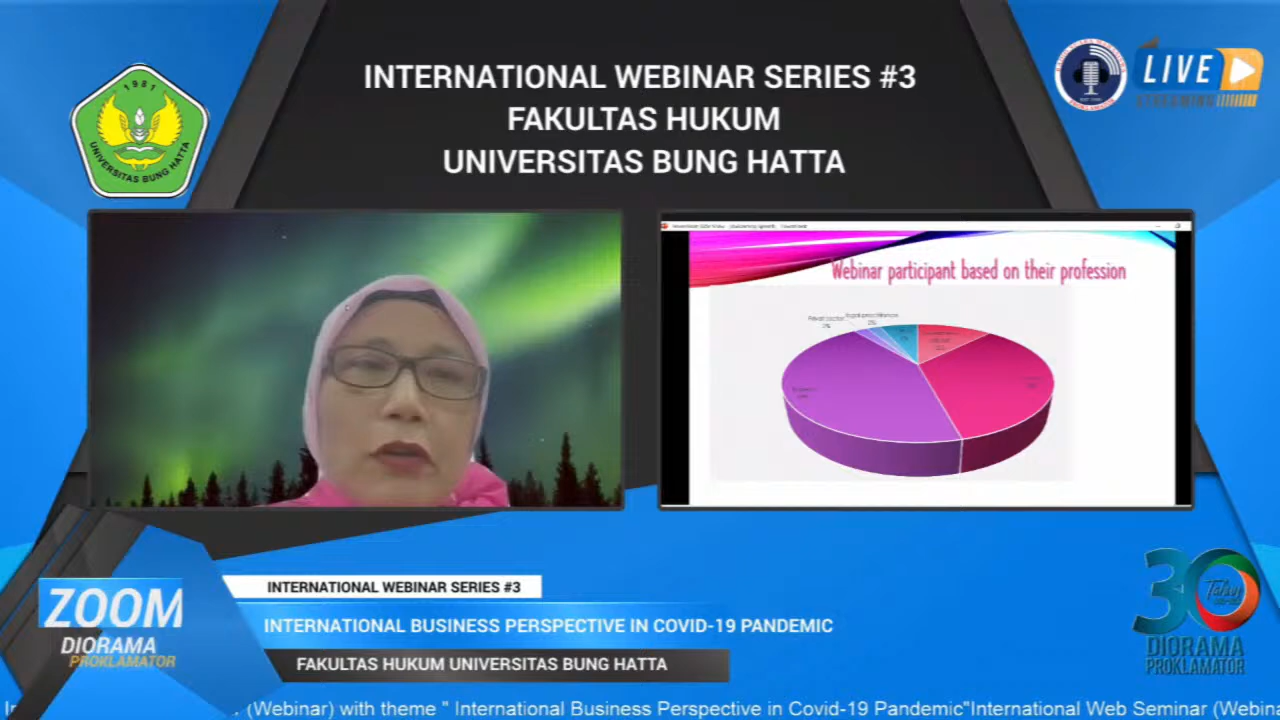 INTERNATIONAL WEBINAR SERIES #3
FAKULTAS HUKUM
UNIVERSITAS BUNG HATTA
1981
UNIVERSITAS BUNG HATTA
LIVE
STREAMING
Webinar participant based on their profession
ZOOM
DIORAMA
PROKLAMATOR
INTERNATIONAL WEBINAR SERIES #3
INTERNATIONAL BUSINESS PERSPECTIVE IN COVID-19 PANDEMIC
FAKULTAS HUKUM UNIVERSITAS BUNG HATTA
30
DIORAMA
PROKLAMATOR
(Webinar) with theme " International Business Perspective in Covid-19 Pandemic"International Web Seminar (Webina